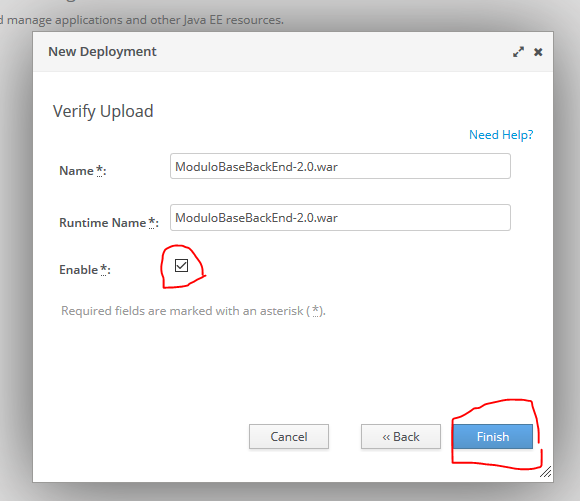 d manage applications and other Java EE resources.
New Deployment
Verify Upload
Need Help?
Name *: ModuloBaseBackEnd-2.0.war
Runtime Name *: ModuloBaseBackEnd-2.0.war
Enable *:
Required fields are marked with an asterisk ( *).
Cancel ‹‹ Back Finish